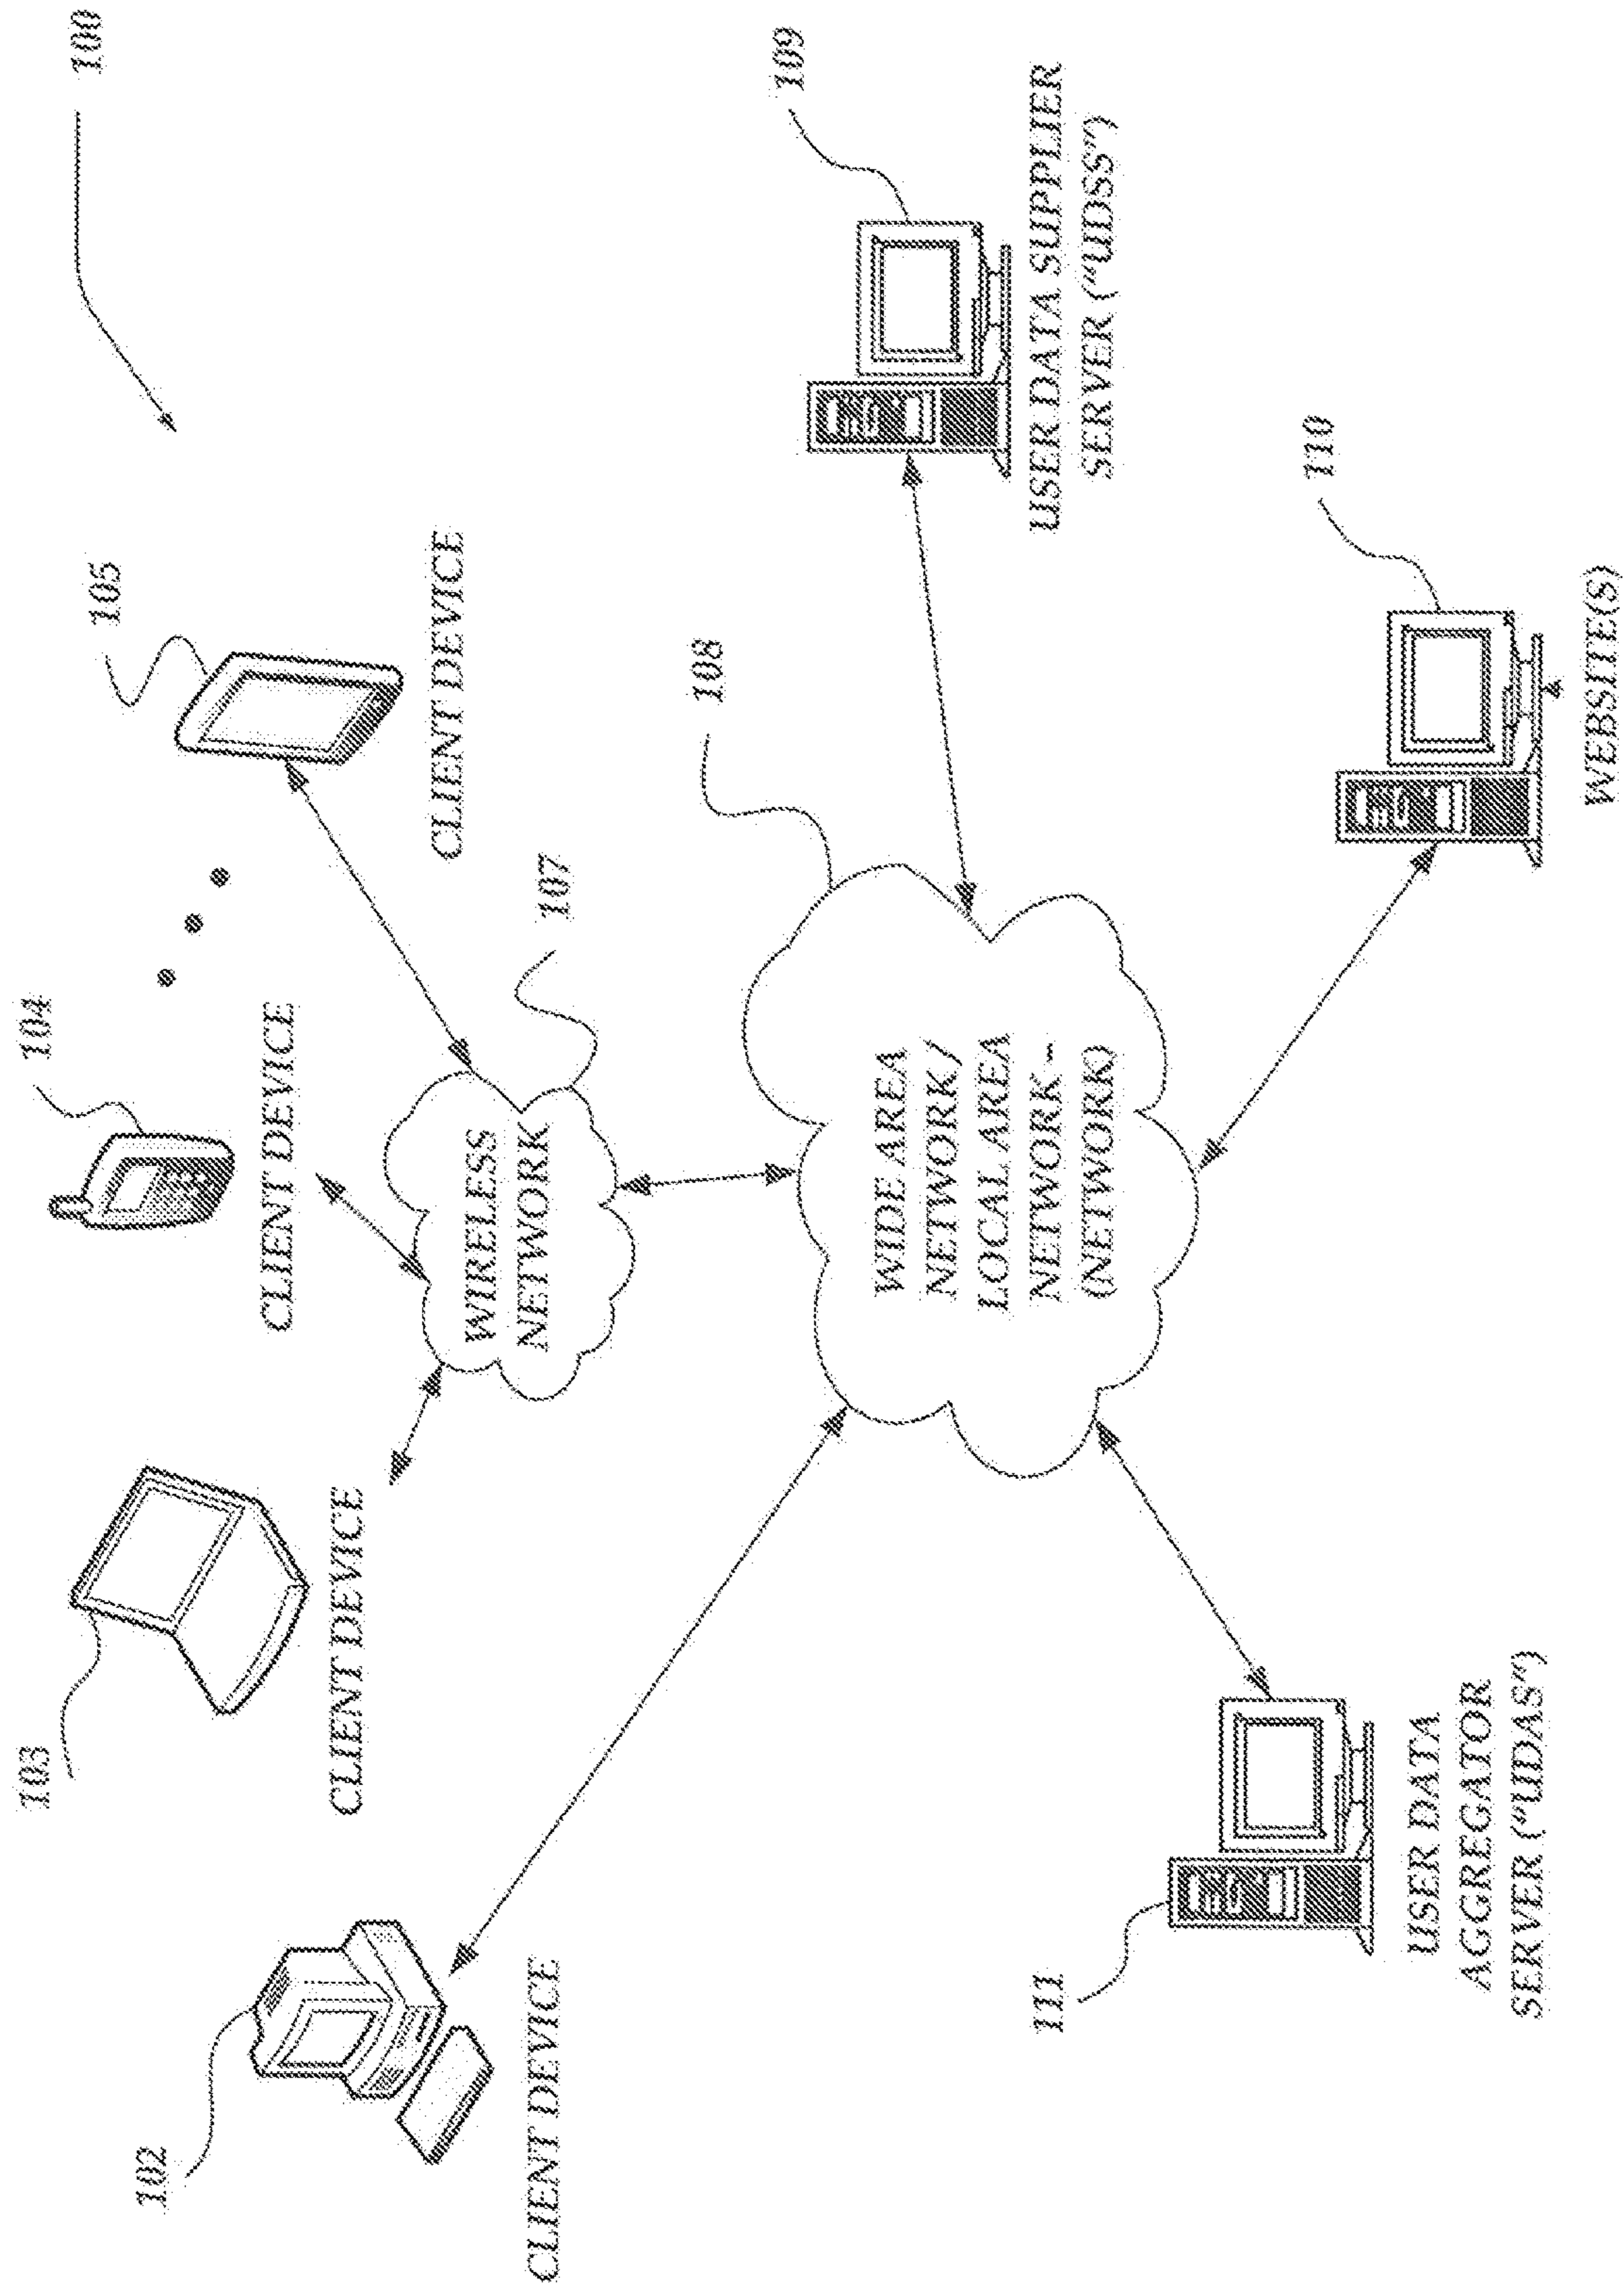 100
102
CLIENT DEVICE
103
CLIENT DEVICE
104
CLIENT DEVICE
105
CLIENT DEVICE
107
WIRELESS
NETWORK
108
WIDE AREA
NETWORK /
LOCAL AREA
NETWORK –
(NETWORK)
109
USER DATA SUPPLIER
SERVER ("UDSS")
110
WEBSITE(S)
111
USER DATA
AGGREGATOR
SERVER ("UDAS")